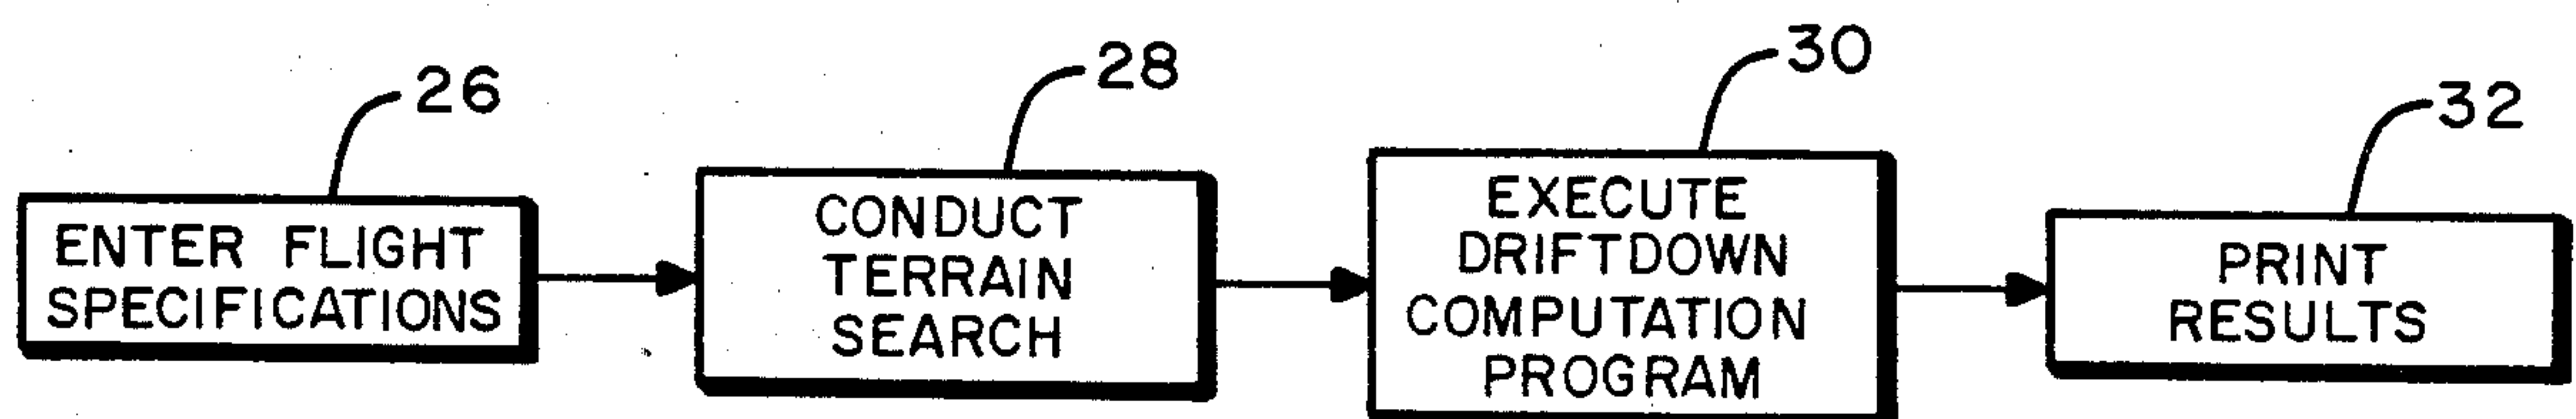 26
28
30
32
ENTER FLIGHT
SPECIFICATIONS
CONDUCT
TERRAIN
SEARCH
EXECUTE
DRIFTDOWN
COMPUTATION
PROGRAM
PRINT
RESULTS